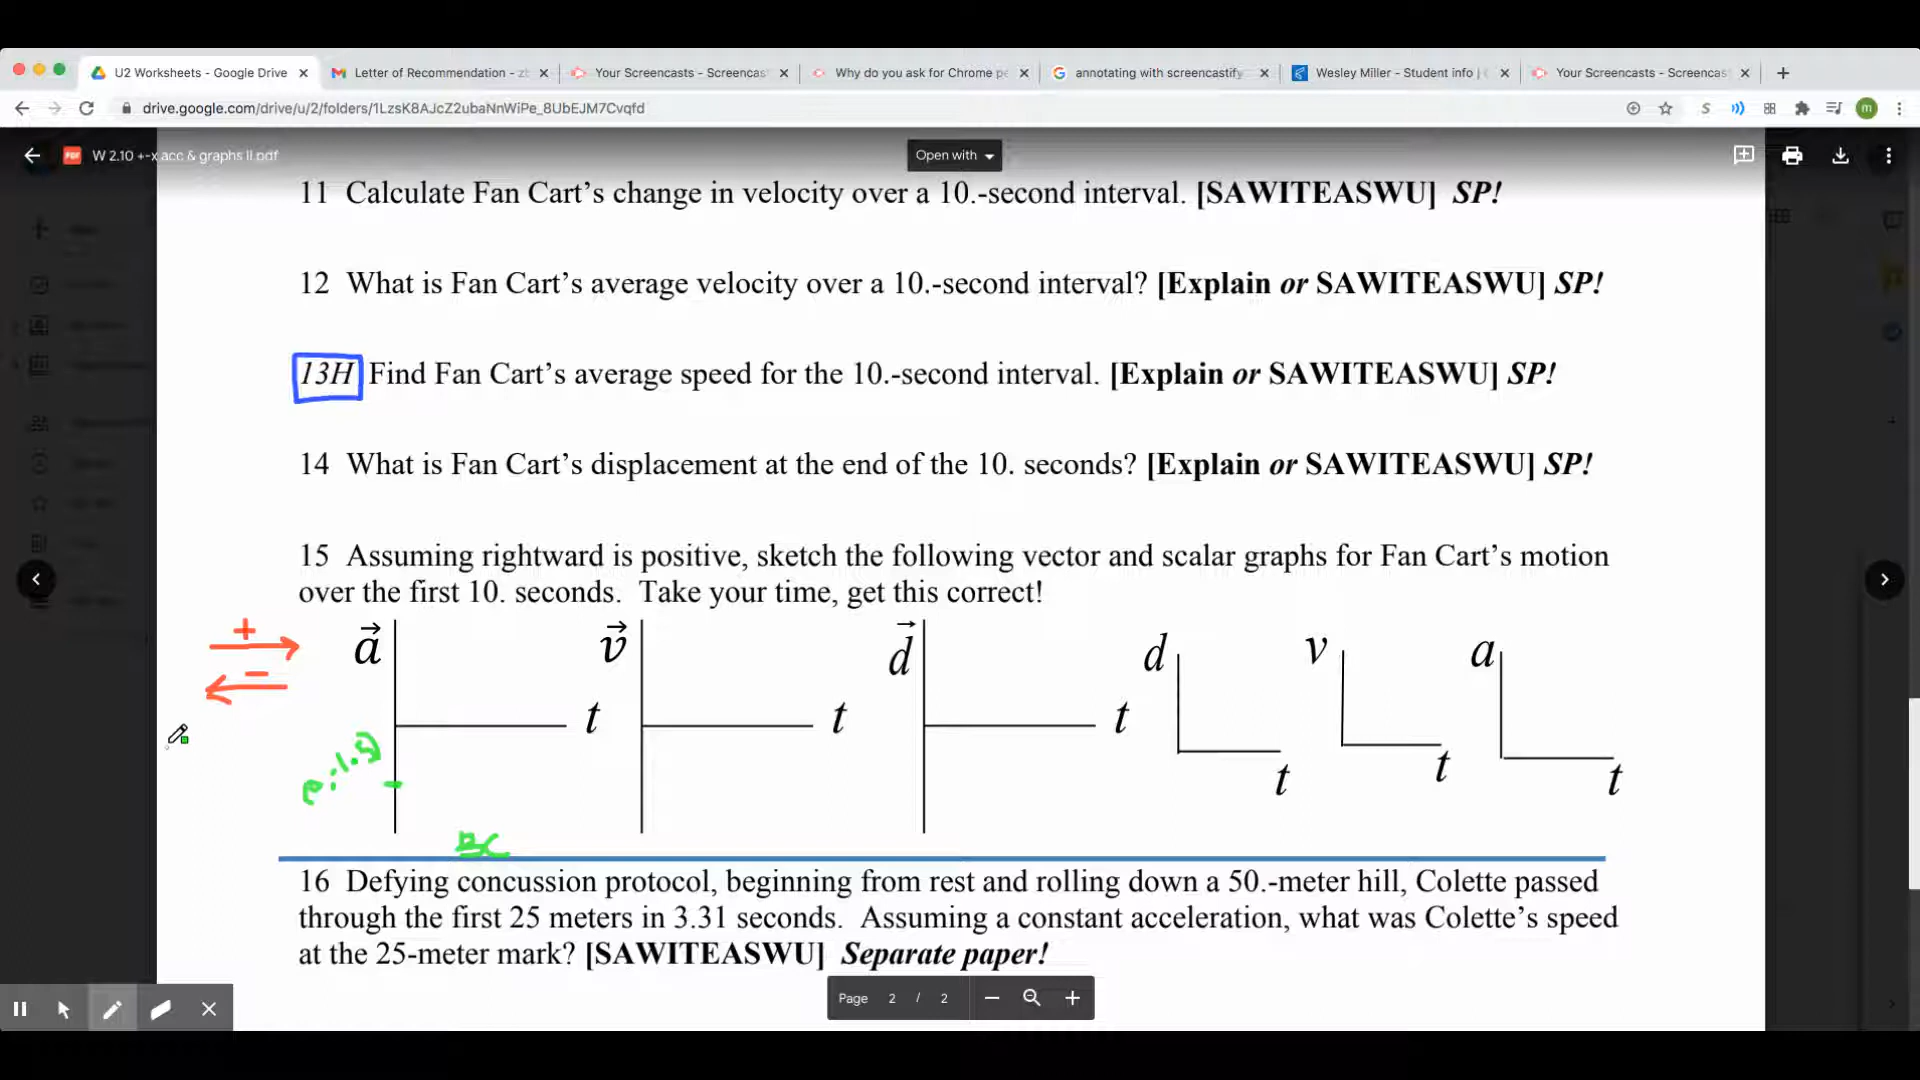 U2 Worksheets - Google Drive
Letter of Recommendation - zt
Your Screencasts - Screencas
Why do you ask for Chrome pe
annotating with screencastify
Wesley Miller - Student info |
Your Screencasts - Screencas
drive.google.com/drive/u/2/folders/1LzsK8AJcZ2ubaNnWiPe_8UbEJM7Cvqfd
S
m
PDF
W 2.10 +-x acc & graphs II.pdf
Open with
11 Calculate Fan Cart's change in velocity over a 10.-second interval. [SAWITEASWU] SP!
12 What is Fan Cart's average velocity over a 10.-second interval? [Explain or SAWITEASWU] SP!
13H Find Fan Cart's average speed for the 10.-second interval. [Explain or SAWITEASWU] SP!
14 What is Fan Cart's displacement at the end of the 10. seconds? [Explain or SAWITEASWU] SP!
15 Assuming rightward is positive, sketch the following vector and scalar graphs for Fan Cart's motion
over the first 10. seconds. Take your time, get this correct!
+
-
a⃗ t
v⃗ t
d⃗ t
d t
v t
a t
-1.5
BC
16 Defying concussion protocol, beginning from rest and rolling down a 50.-meter hill, Colette passed
through the first 25 meters in 3.31 seconds. Assuming a constant acceleration, what was Colette's speed
at the 25-meter mark? [SAWITEASWU] Separate paper!
Page 2 / 2